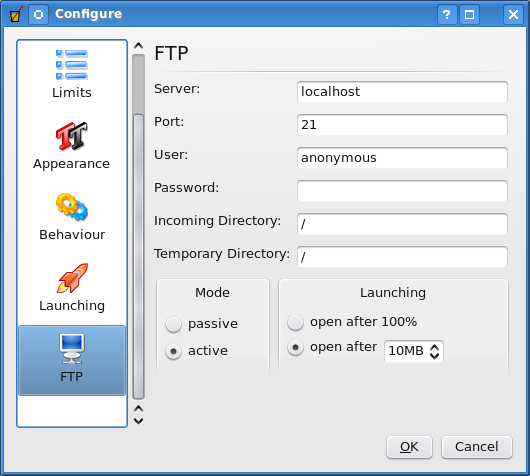 Configure
Limits
Appearance
Behaviour
Launching
FTP
FTP
Server: localhost
Port: 21
User: anonymous
Password:
Incoming Directory: /
Temporary Directory: /
Mode
passive
active
Launching
open after 100%
open after 10MB
OK Cancel